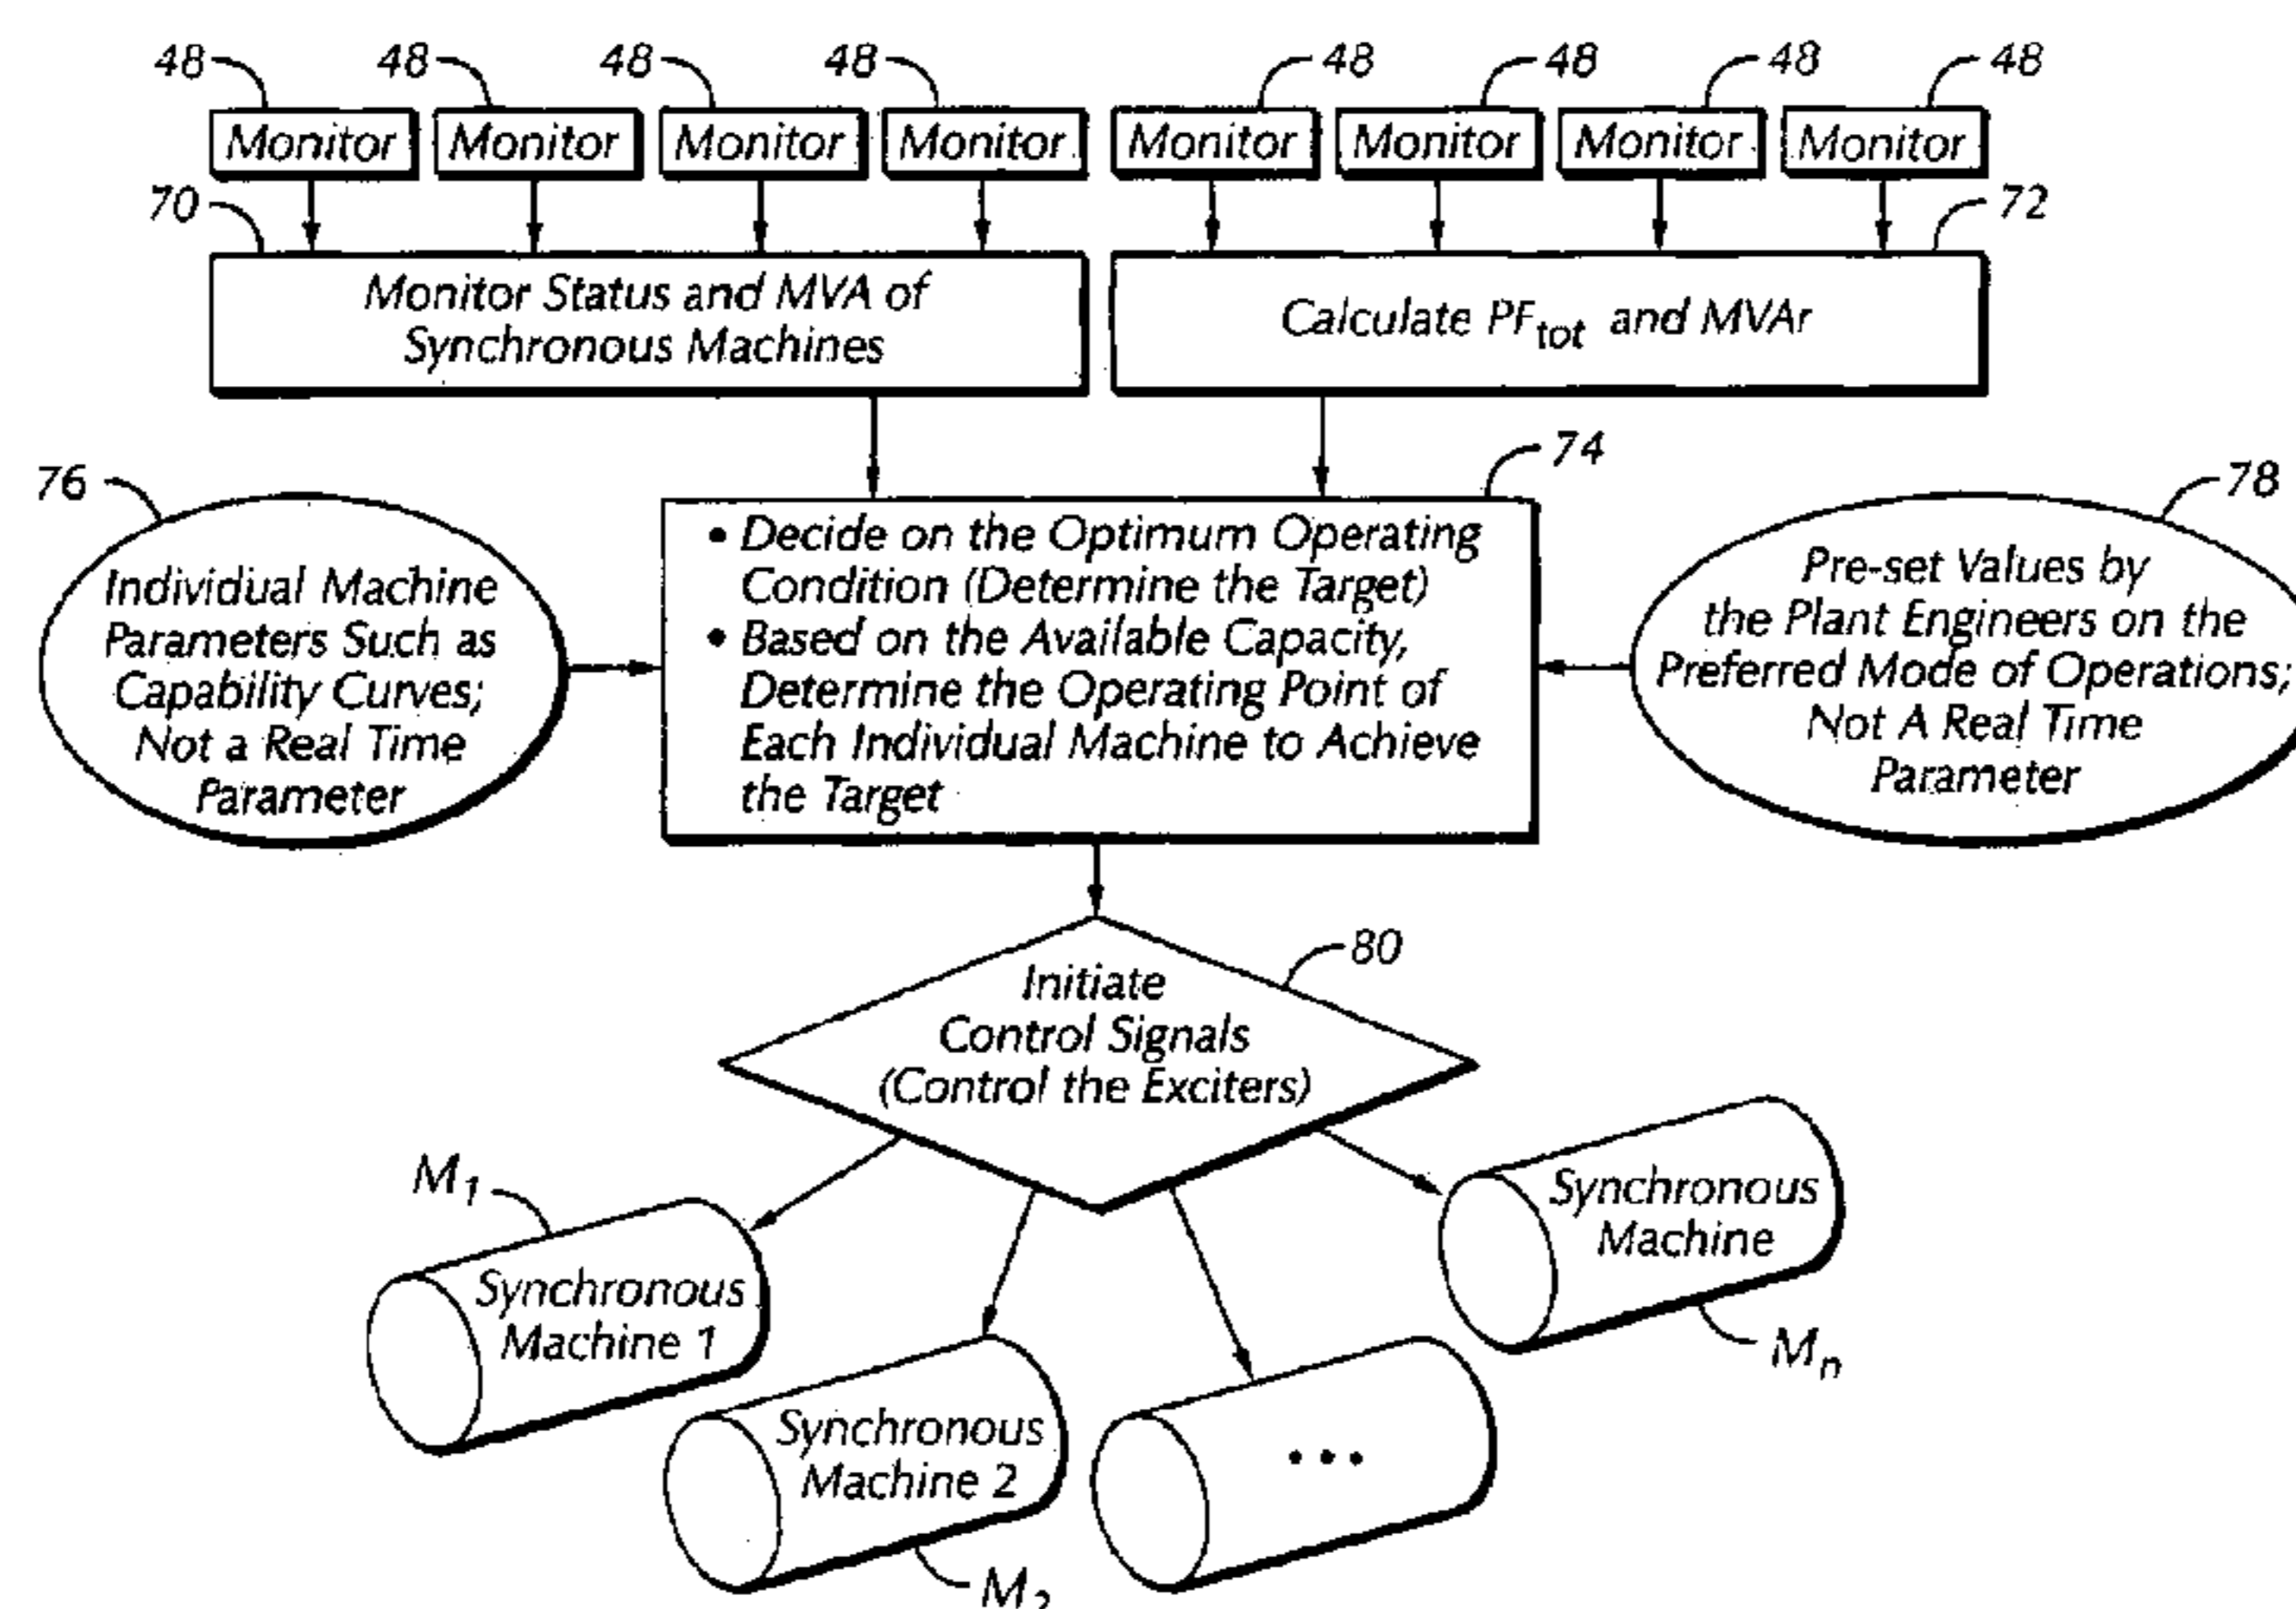 48 48 48 48 48 48 48 48
Monitor Monitor Monitor Monitor Monitor Monitor Monitor Monitor
70
72
Monitor Status and MVA of
Synchronous Machines
Calculate PFtot and MVAr
74
76
78
Individual Machine
Parameters Such as
Capability Curves;
Not a Real Time
Parameter
• Decide on the Optimum Operating
Condition (Determine the Target)
• Based on the Available Capacity,
Determine the Operating Point of
Each Individual Machine to Achieve
the Target
Pre-set Values by
the Plant Engineers on the
Preferred Mode of Operations;
Not A Real Time
Parameter
80
Initiate
Control Signals
(Control the Exciters)
M1
Synchronous
Machine 1
Synchronous
Machine 2
M2
• • •
Synchronous
Machine
Mn